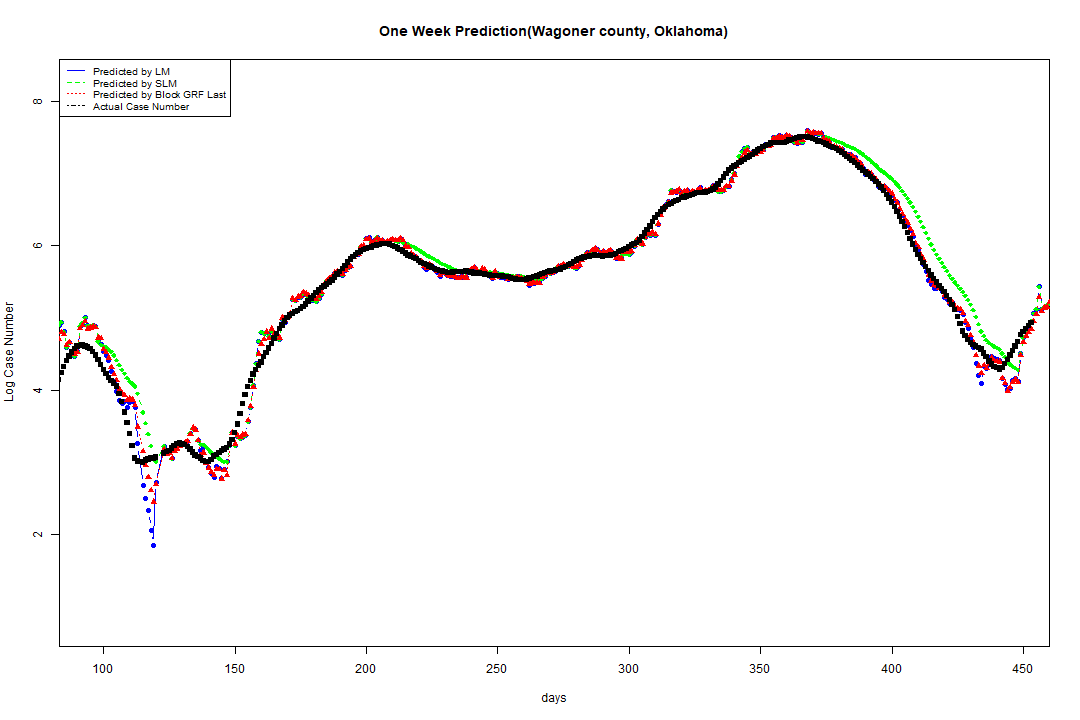 One Week Prediction(Wagoner county, Oklahoma)
Predicted by LM
Predicted by SLM
Predicted by Block GRF Last
Actual Case Number
8
6
4
2
Log Case Number
100 150 200 250 300 350 400 450
days